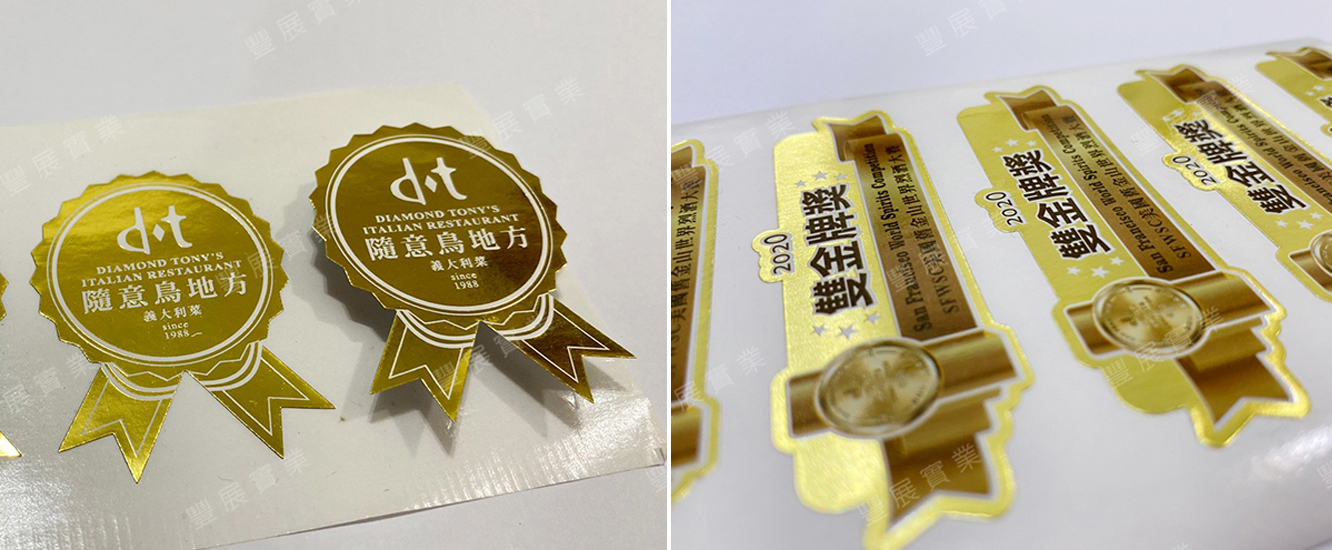 d·t
DIAMOND TONY'S
ITALIAN RESTAURANT
隨意鳥地方
義大利菜
since
1988
d·t
DIAMOND TONY'S
ITALIAN RESTAURANT
隨意鳥地方
義大利菜
since
1988
2020
雙金牌獎
San Francisco World Spirits Competition
SFWSC美國舊金山世界烈酒大賽
2020
雙金牌獎
San Francisco World Spirits Competition
SFWSC美國舊金山世界烈酒大賽
2020
雙金牌獎
豐展實業